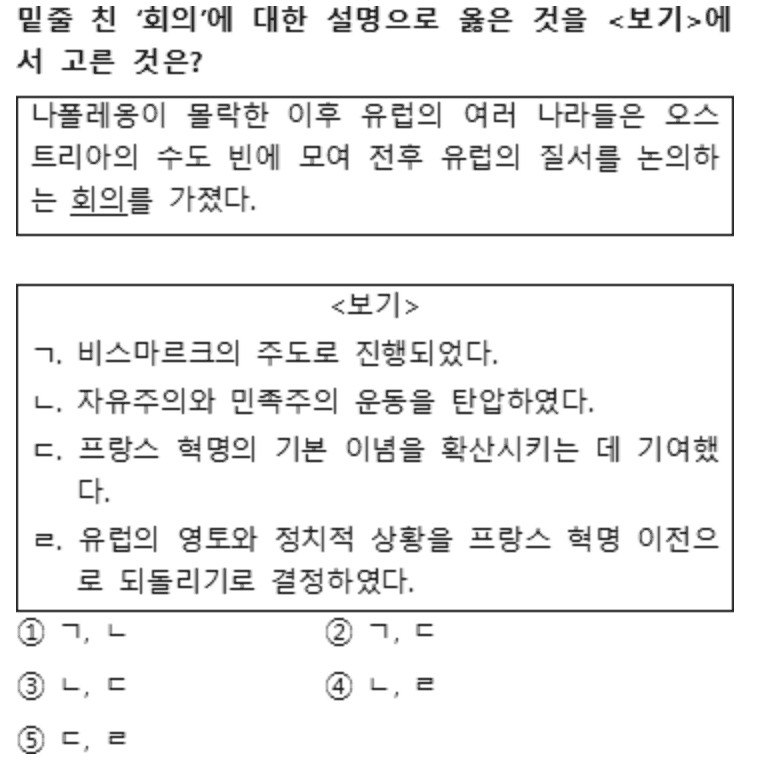 밑줄 친 '회의'에 대한 설명으로 옳은 것을 <보기>에
서 고른 것은?
나폴레옹이 몰락한 이후 유럽의 여러 나라들은 오스
트리아의 수도 빈에 모여 전후 유럽의 질서를 논의하
는 회의를 가졌다.
<보기>
ㄱ. 비스마르크의 주도로 진행되었다.
ㄴ. 자유주의와 민족주의 운동을 탄압하였다.
ㄷ. 프랑스 혁명의 기본 이념을 확산시키는 데 기여했
다.
ㄹ. 유럽의 영토와 정치적 상황을 프랑스 혁명 이전으
로 되돌리기로 결정하였다.
① ㄱ, ㄴ ② ㄱ, ㄷ
③ ㄴ, ㄷ ④ ㄴ, ㄹ
⑤ ㄷ, ㄹ